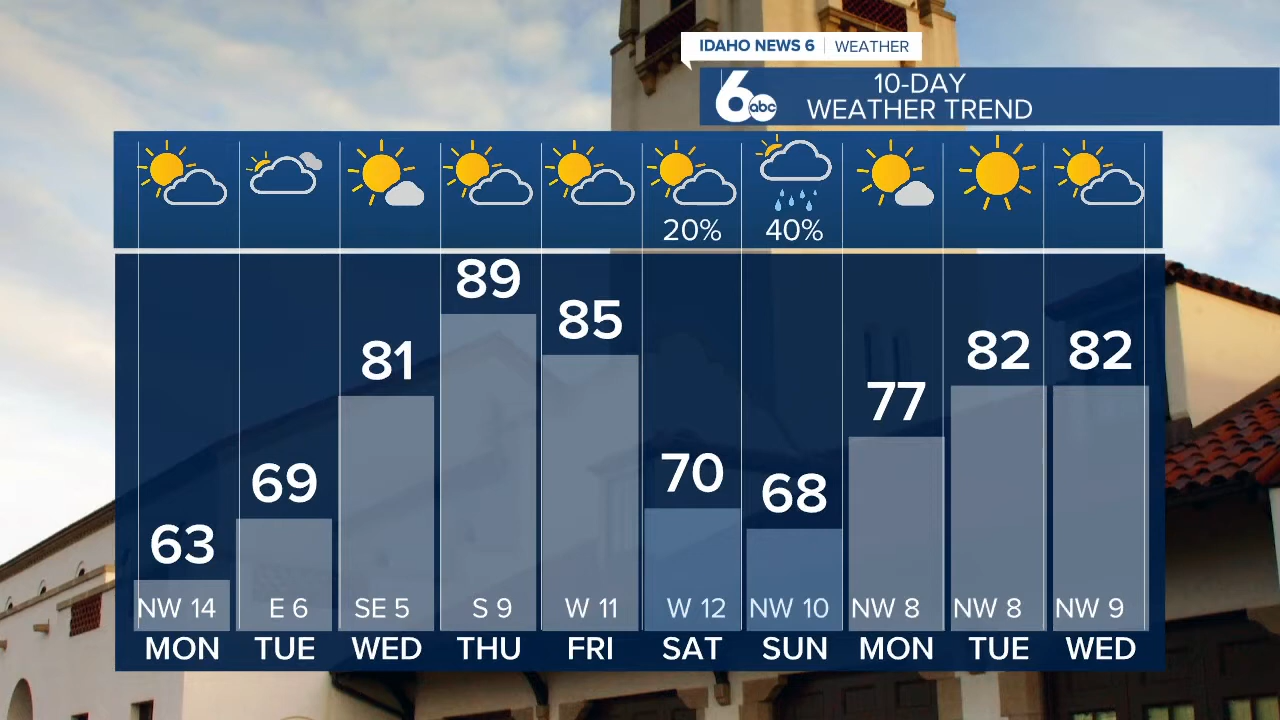 IDAHO NEWS 6 | WEATHER
6 abc
10-DAY
WEATHER TREND
20% 40%
63 69 81 89 85 70 68 77 82 82
NW 14 E 6 SE 5 S 9 W 11 W 12 NW 10 NW 8 NW 8 NW 9
MON TUE WED THU FRI SAT SUN MON TUE WED